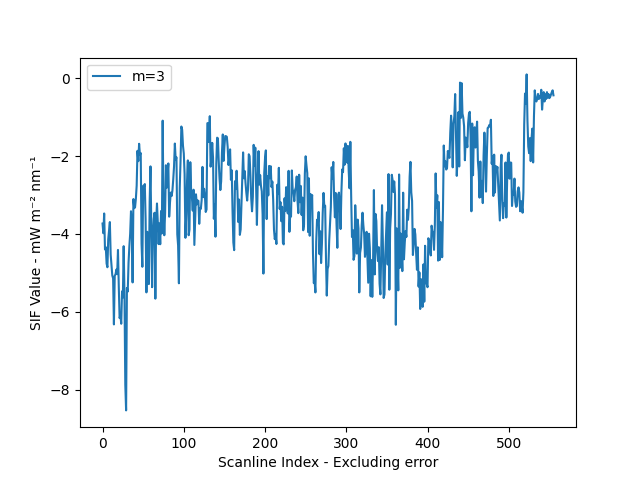 m=3
0
−2
−4
−6
−8
SIF Value - mW m⁻² nm⁻¹
0 100 200 300 400 500
Scanline Index - Excluding error